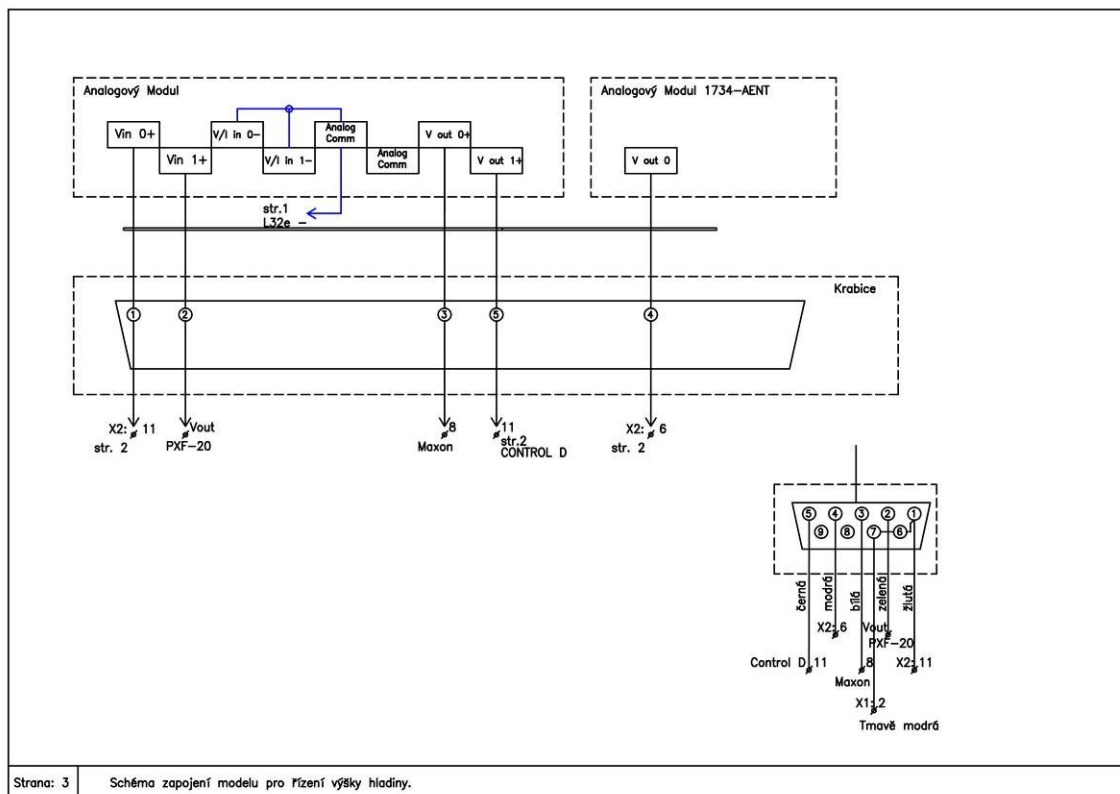 Analogový Modul
Analogový Modul 1734-AENT
Vin 0+
V/I in 0-
Analog
Comm
V out 0+
Vin 1+
V/I in 1-
Analog
Comm
V out 1+
V out 0
str.1
L32e -
Krabice
1
2
3
5
4
X2: 11
str. 2
Vout
PXF-20
8
Maxon
11
str.2
CONTROL D
X2: 6
str. 2
5
4
3
2
1
9
8
7
6
černá
modrá
bílá
zelená
žlutá
X2: 6
Vout
PXF-20
Control D 11
8
Maxon
X2: 11
X1: 2
Tmavě modrá
Strana: 3
Schéma zapojení modelu pro řízení výšky hladiny.